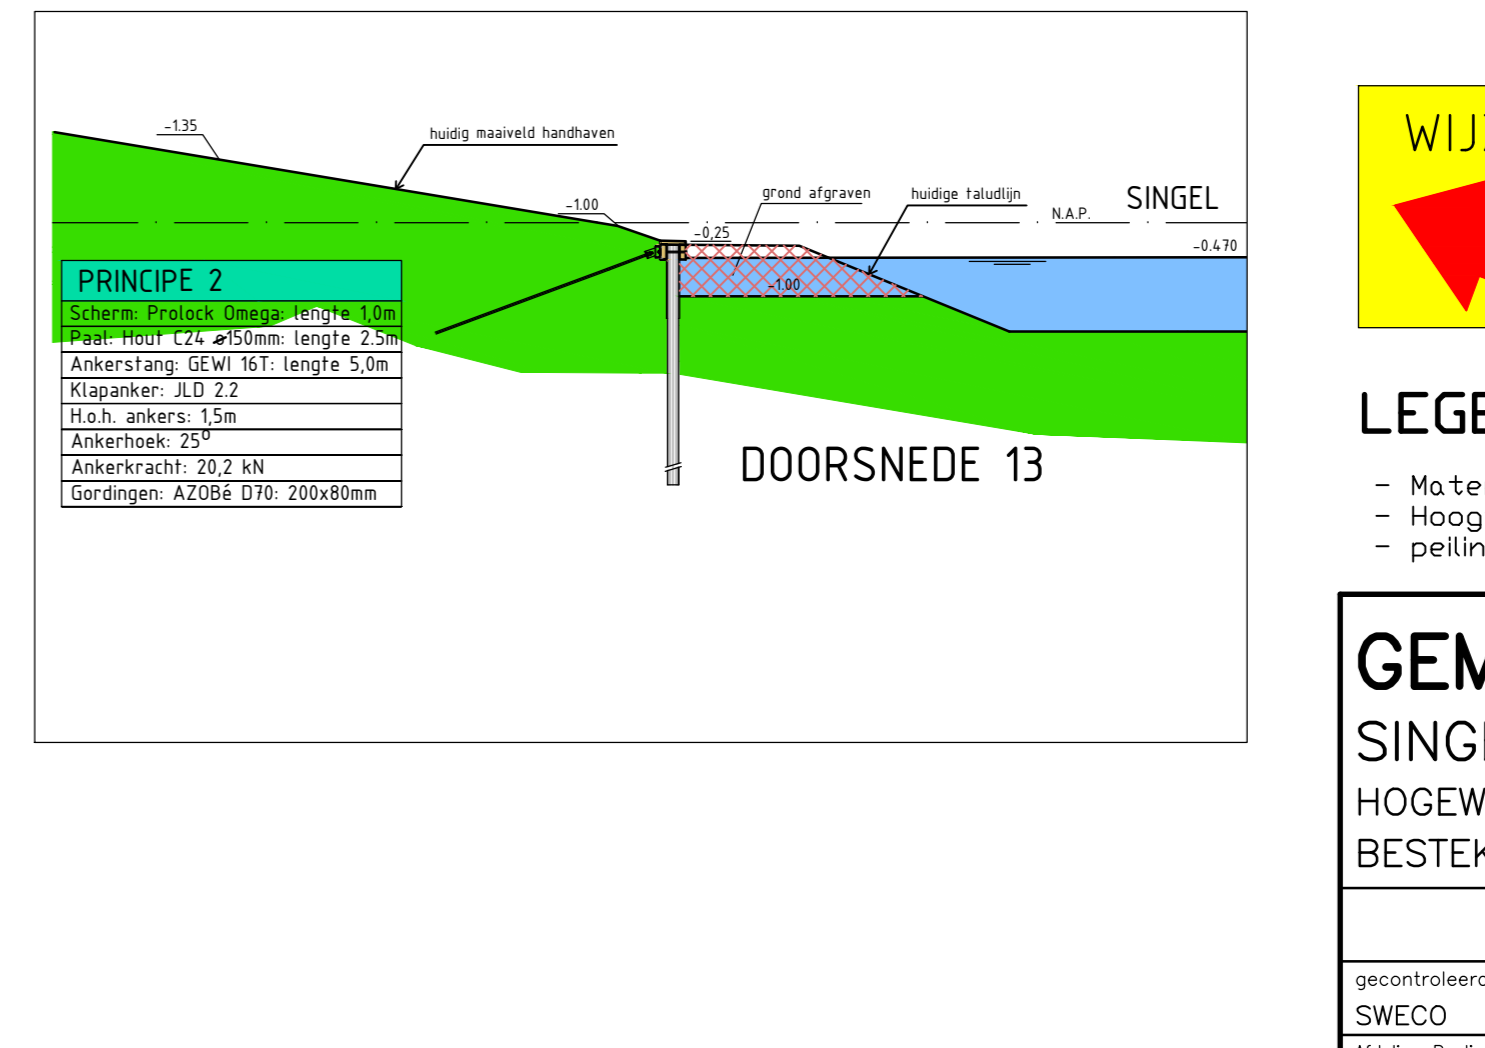 -1.35
huidig maaiveld handhaven
-1.00
grond afgraven
huidige taludlijn
SINGEL
N.A.P.
-0,25
-0.470
-1.00
PRINCIPE 2
Scherm: Prolock Omega: lengte 1,0m
Paal: Hout C24 ⌀150mm: lengte 2.5m
Ankerstang: GEWI 16T: lengte 5,0m
Klapanker: JLD 2.2
H.o.h. ankers: 1,5m
Ankerhoek: 25⁰
Ankerkracht: 20,2 kN
Gordingen: AZOBé D70: 200x80mm
DOORSNEDE 13
WIJ
LEGE
- Mate
- Hoog
- peilin
GEM
SING
HOGEW
BESTEK
gecontroleerd
SWECO